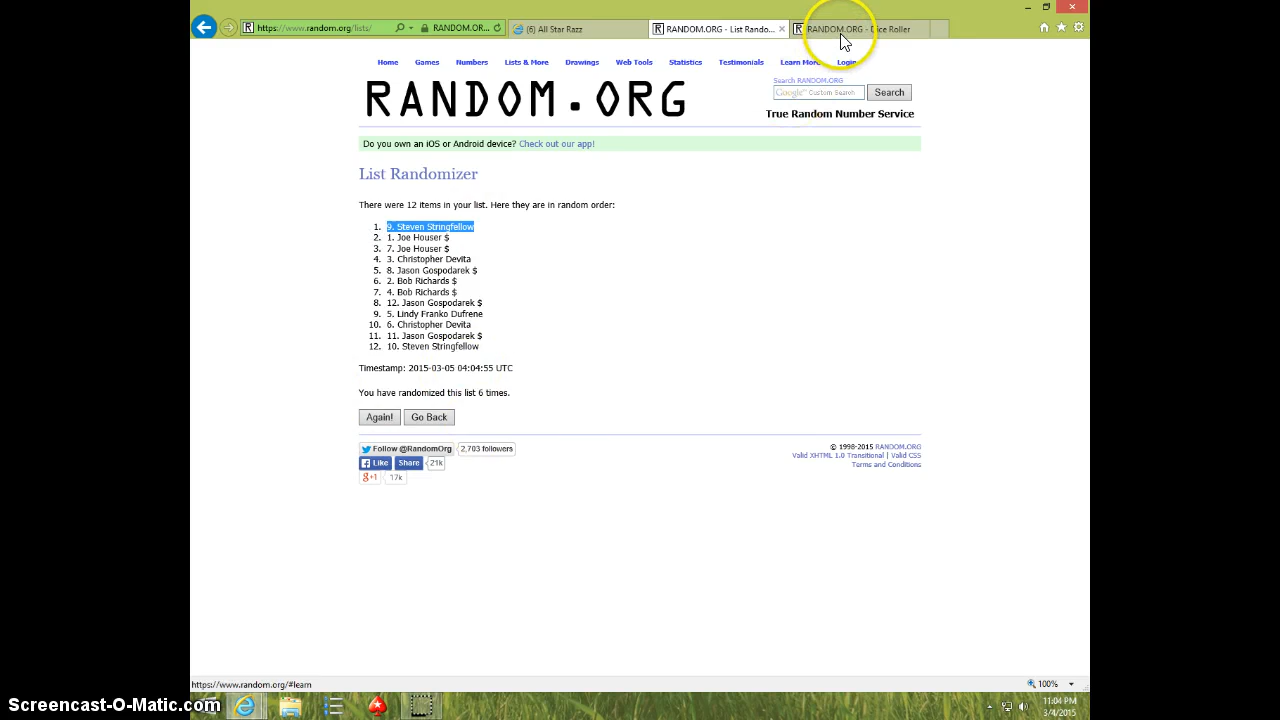 https://www.random.org/lists/
RANDOM.OR...
(6) All Star Razz
RANDOM.ORG - List Rando...
RANDOM.ORG - Dice Roller
Home Games Numbers Lists & More Drawings Web Tools Statistics Testimonials Learn More Login
Search RANDOM.ORG
Google™ Custom Search Search
RANDOM.ORG
True Random Number Service
Do you own an iOS or Android device? Check out our app!
List Randomizer
There were 12 items in your list. Here they are in random order:
1. 9. Steven Stringfellow
2. 1. Joe Houser $
3. 7. Joe Houser $
4. 3. Christopher Devita
5. 8. Jason Gospodarek $
6. 2. Bob Richards $
7. 4. Bob Richards $
8. 12. Jason Gospodarek $
9. 5. Lindy Franko Dufrene
10. 6. Christopher Devita
11. 11. Jason Gospodarek $
12. 10. Steven Stringfellow
Timestamp: 2015-03-05 04:04:55 UTC
You have randomized this list 6 times.
Again! Go Back
Follow @RandomOrg 2,703 followers
Like Share 21k
g+1 17k
© 1998-2015 RANDOM.ORG
Valid XHTML 1.0 Transitional | Valid CSS
Terms and Conditions
https://www.random.org/#learn
100%
Screencast-O-Matic.com
11:04 PM
3/4/2015